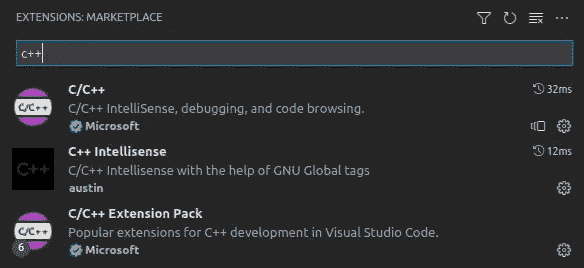 EXTENSIONS: MARKETPLACE
c++
C/C++ 32ms
C/C++ C/C++ IntelliSense, debugging, and code browsing.
Microsoft
C++ Intellisense 12ms
C++ C/C++ Intellisense with the help of GNU Global tags
austin
C/C++ Extension Pack
C/C++ Popular extensions for C++ development in Visual Studio Code.
6 Microsoft